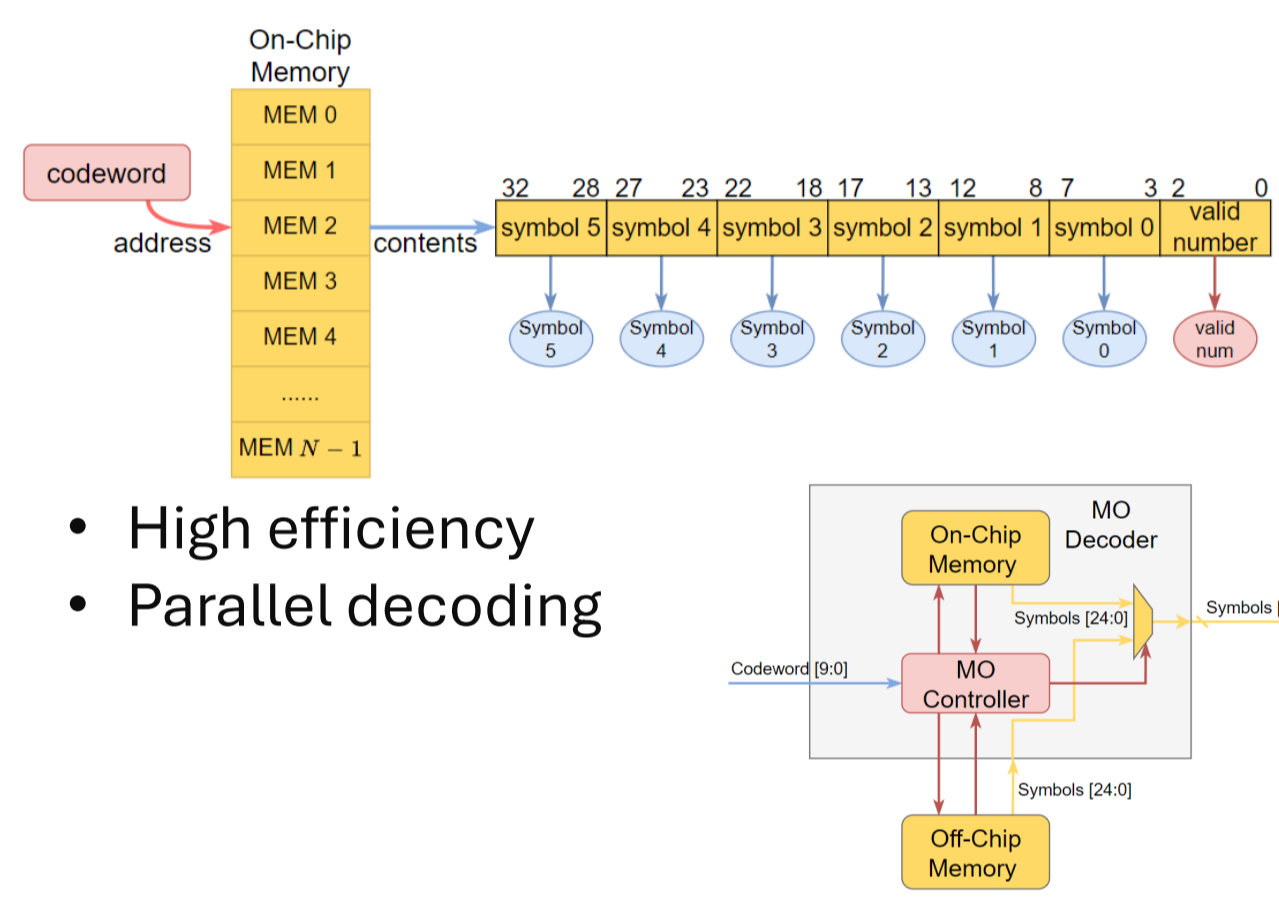 On-Chip
Memory
MEM 0
MEM 1
MEM 2
MEM 3
MEM 4
......
MEM N − 1
codeword
address
contents
32 28 27 23 22 18 17 13 12 8 7 3 2 0
symbol 5 symbol 4 symbol 3 symbol 2 symbol 1 symbol 0 valid
number
Symbol
5
Symbol
4
Symbol
3
Symbol
2
Symbol
1
Symbol
0
valid
num
• High efficiency
• Parallel decoding
MO
Decoder
On-Chip
Memory
Symbols [24:0]
Symbols [
Codeword [9:0]
MO
Controller
Symbols [24:0]
Off-Chip
Memory